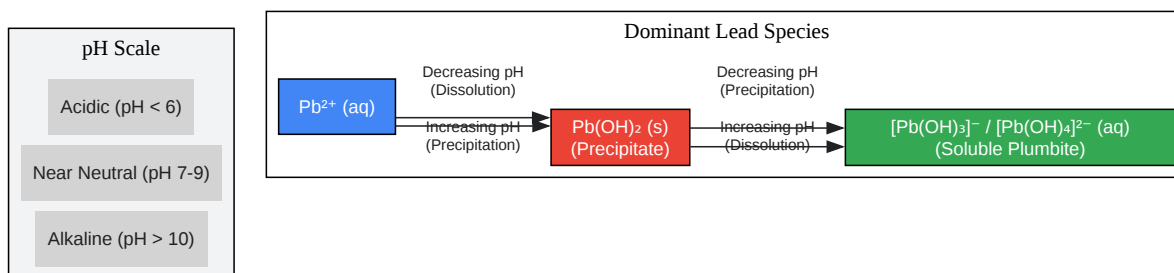 pH Scale
Acidic (pH < 6)
Near Neutral (pH 7-9)
Alkaline (pH > 10)
Dominant Lead Species
Pb²⁺ (aq)
Decreasing pH
(Dissolution)
Increasing pH
(Precipitation)
Pb(OH)₂ (s)
(Precipitate)
Decreasing pH
(Precipitation)
Increasing pH
(Dissolution)
[Pb(OH)₃]⁻ / [Pb(OH)₄]²⁻ (aq)
(Soluble Plumbite)